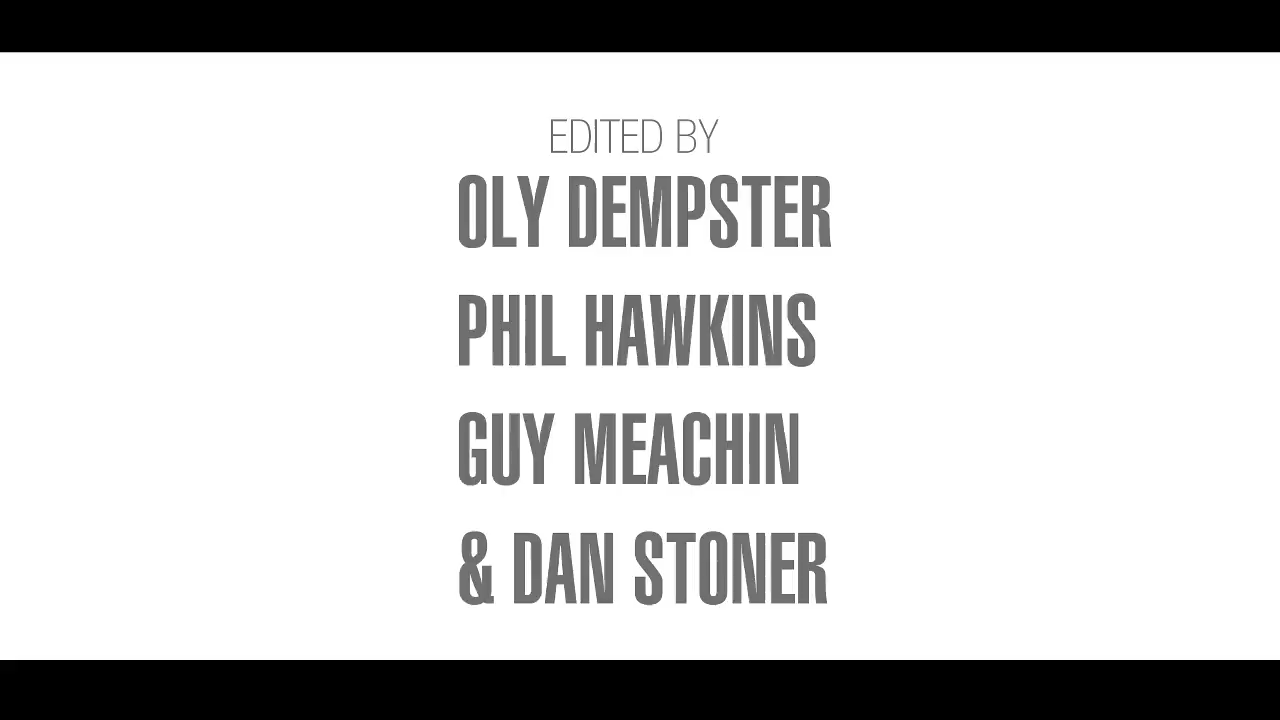 EDITED BY
OLY DEMPSTER
PHIL HAWKINS
GUY MEACHIN
& DAN STONER